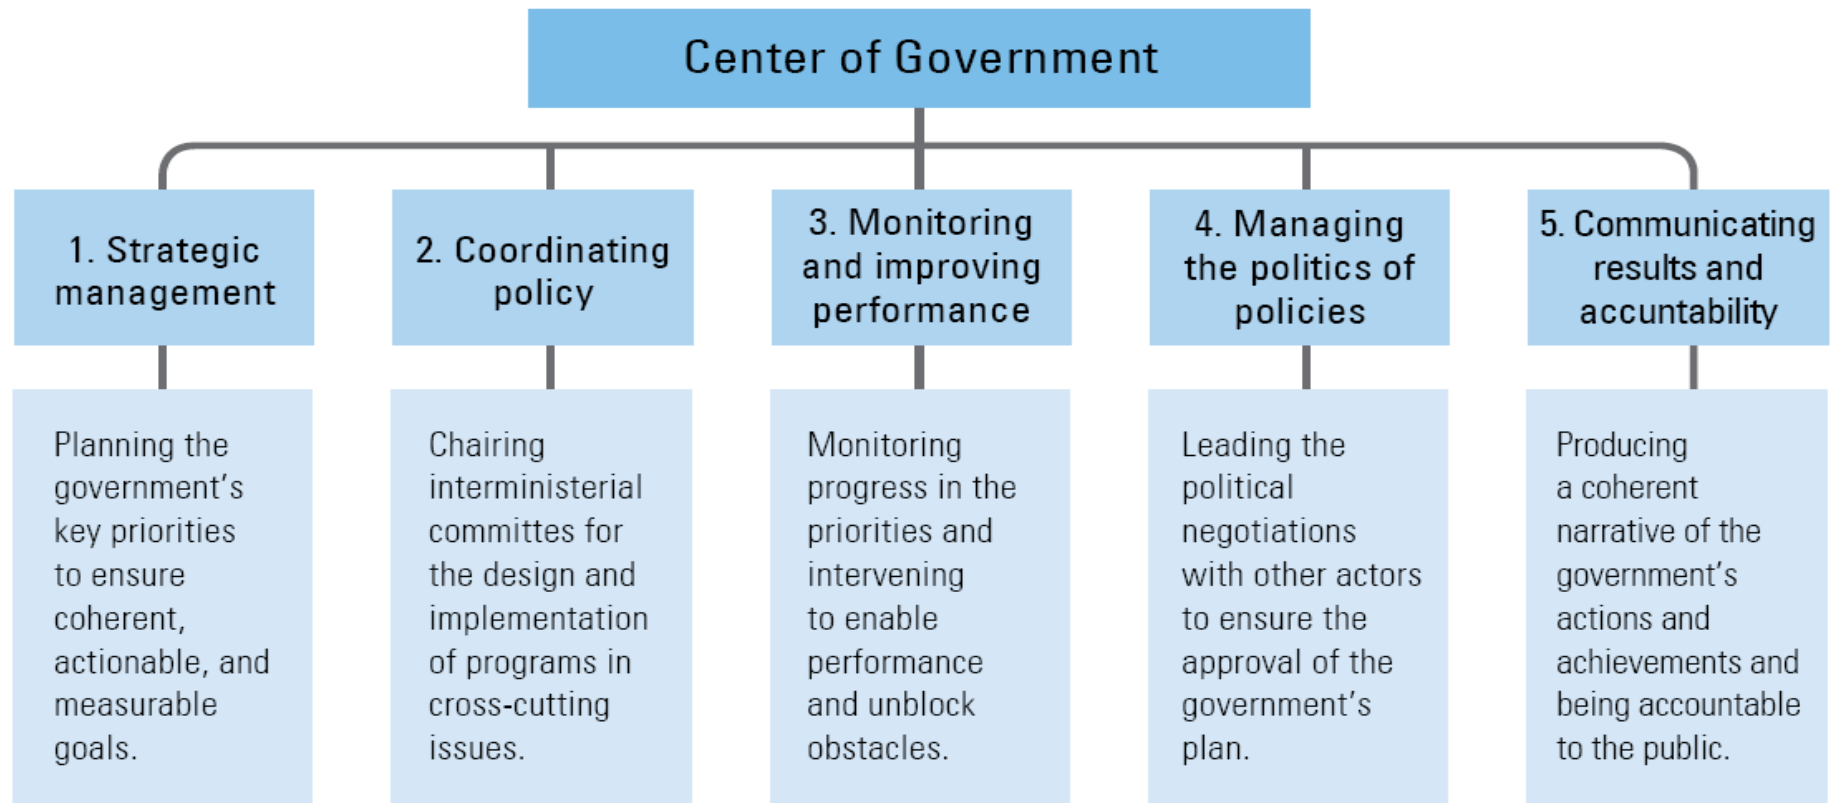 Center of Government
1. Strategic
management
2. Coordinating
policy
3. Monitoring
and improving
performance
4. Managing
the politics of
policies
5. Communicating
results and
accuntability
Planning the
government's
key priorities
to ensure
coherent,
actionable, and
measurable
goals.
Chairing
interministerial
committes for
the design and
implementation
of programs in
cross-cutting
issues.
Monitoring
progress in the
priorities and
intervening
to enable
performance
and unblock
obstacles.
Leading the
political
negotiations
with other actors
to ensure the
approval of the
government's
plan.
Producing
a coherent
narrative of the
government's
actions and
achievements and
being accountable
to the public.